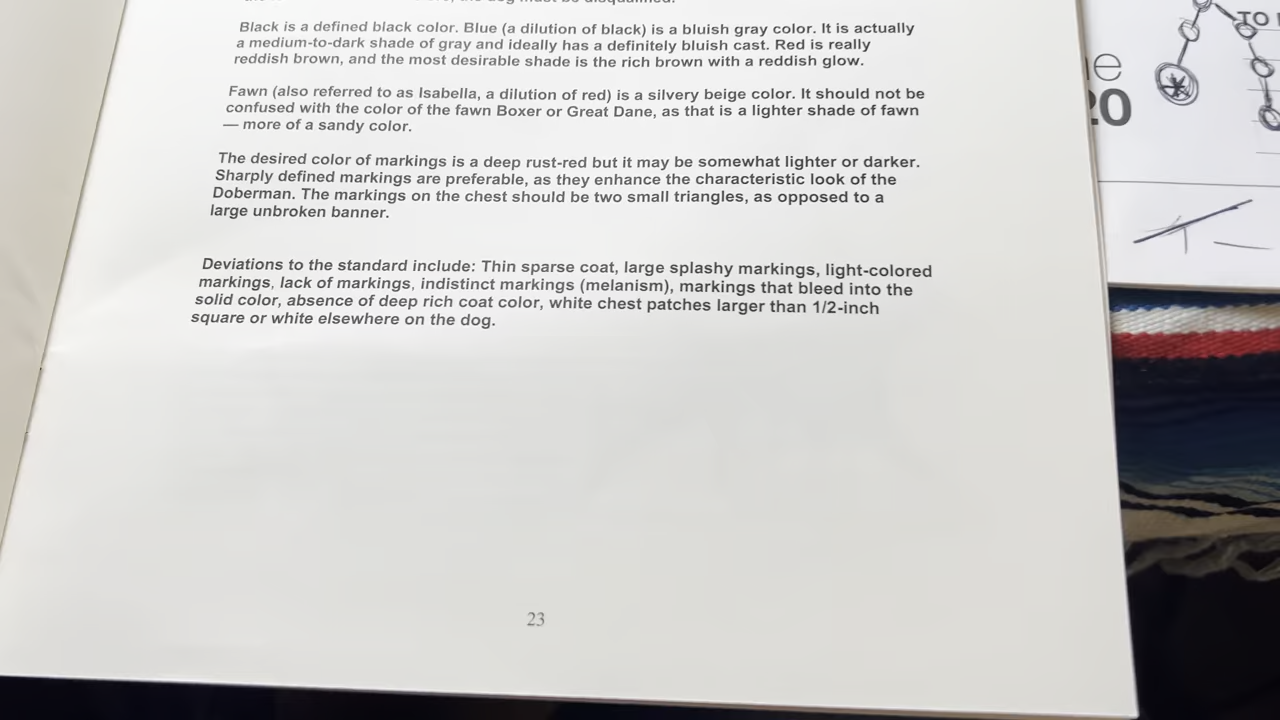 the dog must be disqualified.
Black is a defined black color. Blue (a dilution of black) is a bluish gray color. It is actually
a medium-to-dark shade of gray and ideally has a definitely bluish cast. Red is really
reddish brown, and the most desirable shade is the rich brown with a reddish glow.
Fawn (also referred to as Isabella, a dilution of red) is a silvery beige color. It should not be
confused with the color of the fawn Boxer or Great Dane, as that is a lighter shade of fawn
— more of a sandy color.
The desired color of markings is a deep rust-red but it may be somewhat lighter or darker.
Sharply defined markings are preferable, as they enhance the characteristic look of the
Doberman. The markings on the chest should be two small triangles, as opposed to a
large unbroken banner.
Deviations to the standard include: Thin sparse coat, large splashy markings, light-colored
markings, lack of markings, indistinct markings (melanism), markings that bleed into the
solid color, absence of deep rich coat color, white chest patches larger than 1/2-inch
square or white elsewhere on the dog.
23
TO
e
20